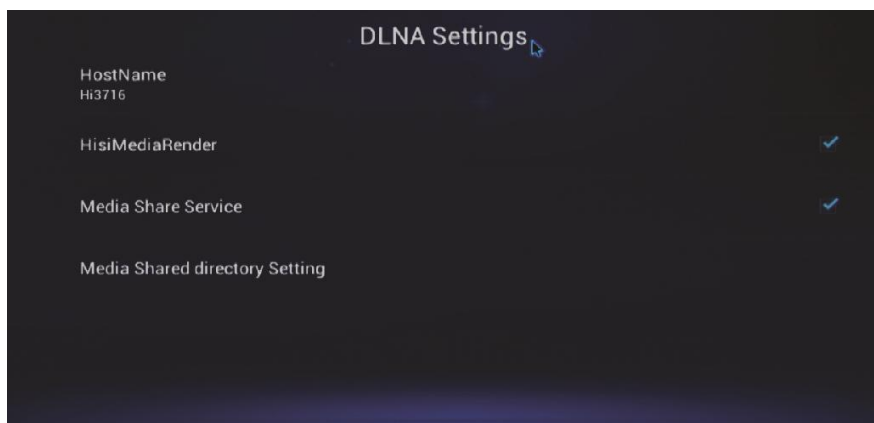 DLNA Settings
HostName
Hi3716
HisiMediaRender
Media Share Service
Media Shared directory Setting